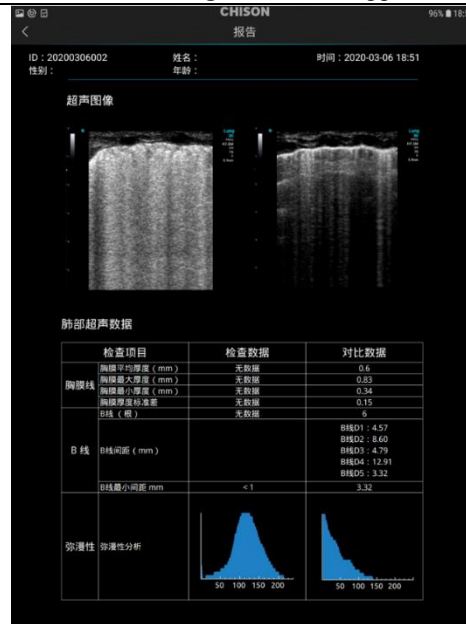 CHISON
96% 18:5
报告
ID：20200306002 姓名： 时间：2020-03-06 18:51
性别： 年龄：
超声图像
Lung
Lung
肺部超声数据
检查项目 检查数据 对比数据
胸膜线
胸膜平均厚度（mm） 无数据 0.6
胸膜最大厚度（mm） 无数据 0.83
胸膜最小厚度（mm） 无数据 0.34
胸膜厚度标准差 无数据 0.15
B线
B线（根） 无数据 6
B线间距（mm）
B线D1：4.57
B线D2：8.60
B线D3：4.79
B线D4：12.91
B线D5：3.32
B线最小间距 mm <1 3.32
弥漫性 弥漫性分析
50 100 150 200
50 100 150 200